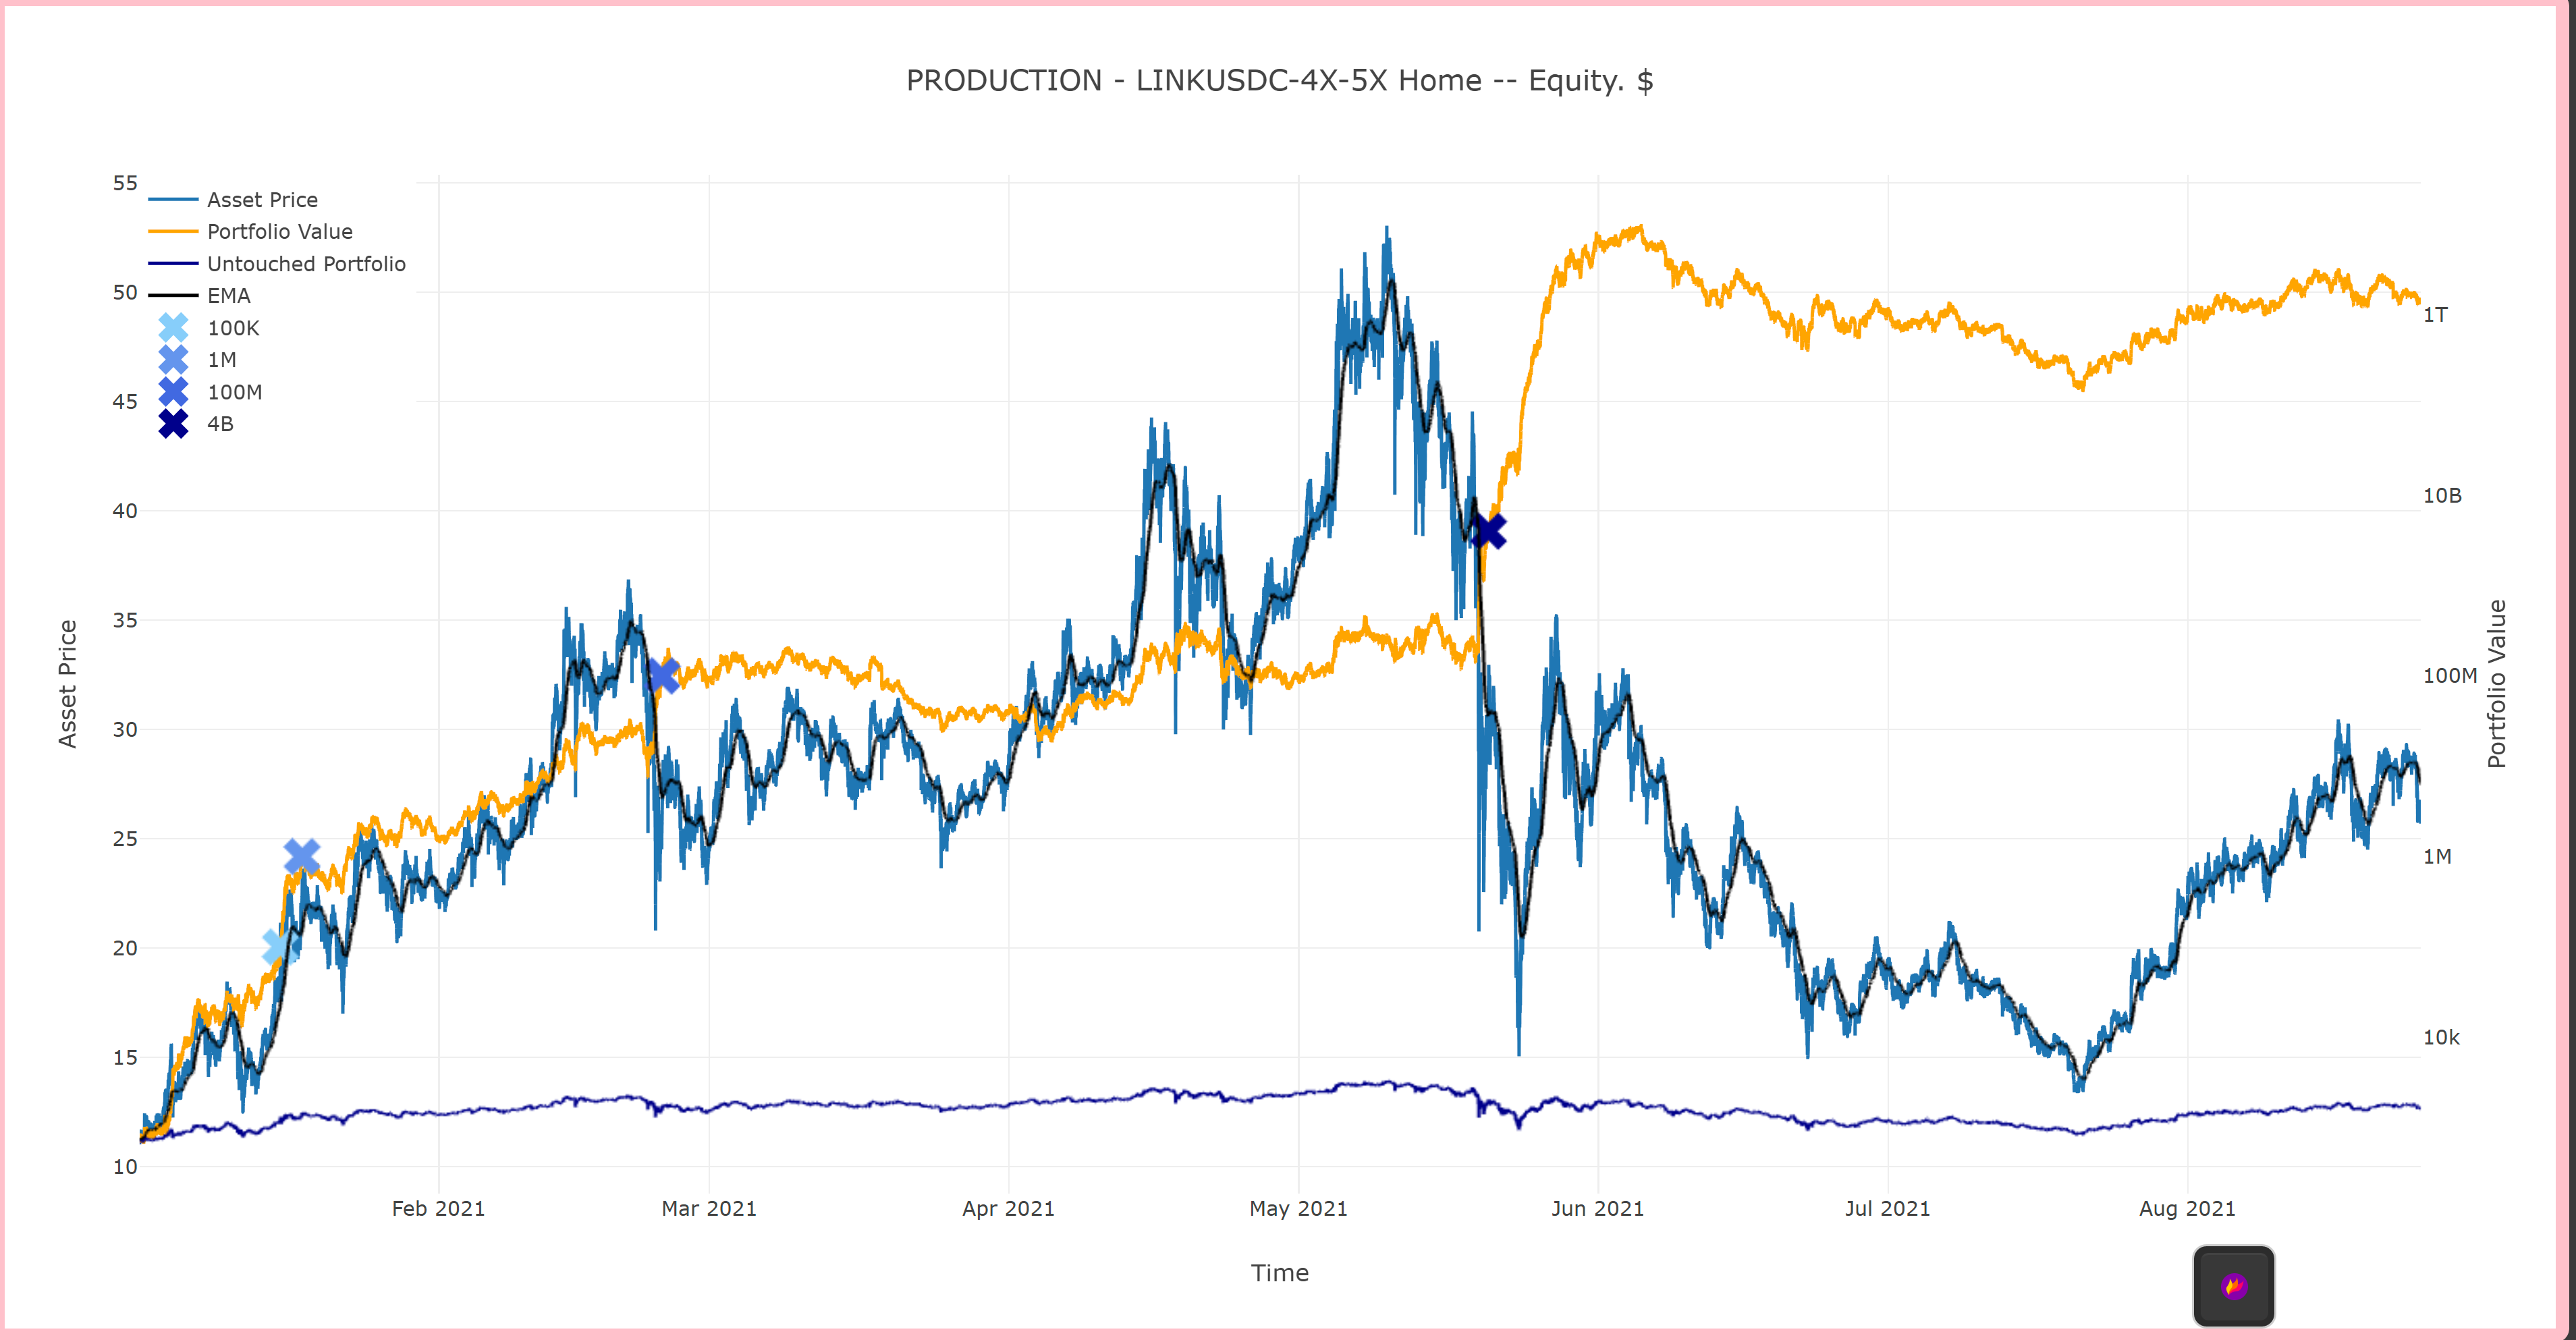 PRODUCTION - LINKUSDC-4X-5X Home -- Equity. $
Asset Price
Portfolio Value
Untouched Portfolio
EMA
100K
1M
100M
4B
55
50
45
40
35
30
25
20
15
10
Asset Price
1T
10B
100M
1M
10k
Portfolio Value
Feb 2021
Mar 2021
Apr 2021
May 2021
Jun 2021
Jul 2021
Aug 2021
Time